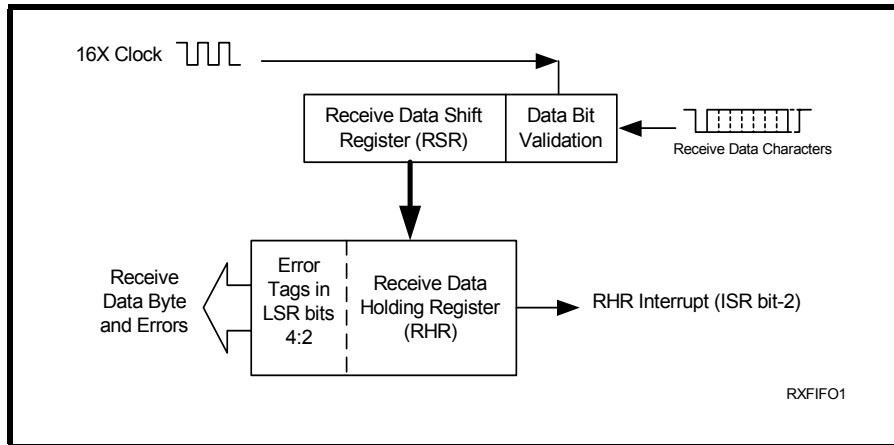 16X Clock
Receive Data Shift
Register (RSR)
Data Bit
Validation
Receive Data Characters
Receive
Data Byte
and Errors
Error
Tags in
LSR bits
4:2
Receive Data
Holding Register
(RHR)
RHR Interrupt (ISR bit-2)
RXFIFO1